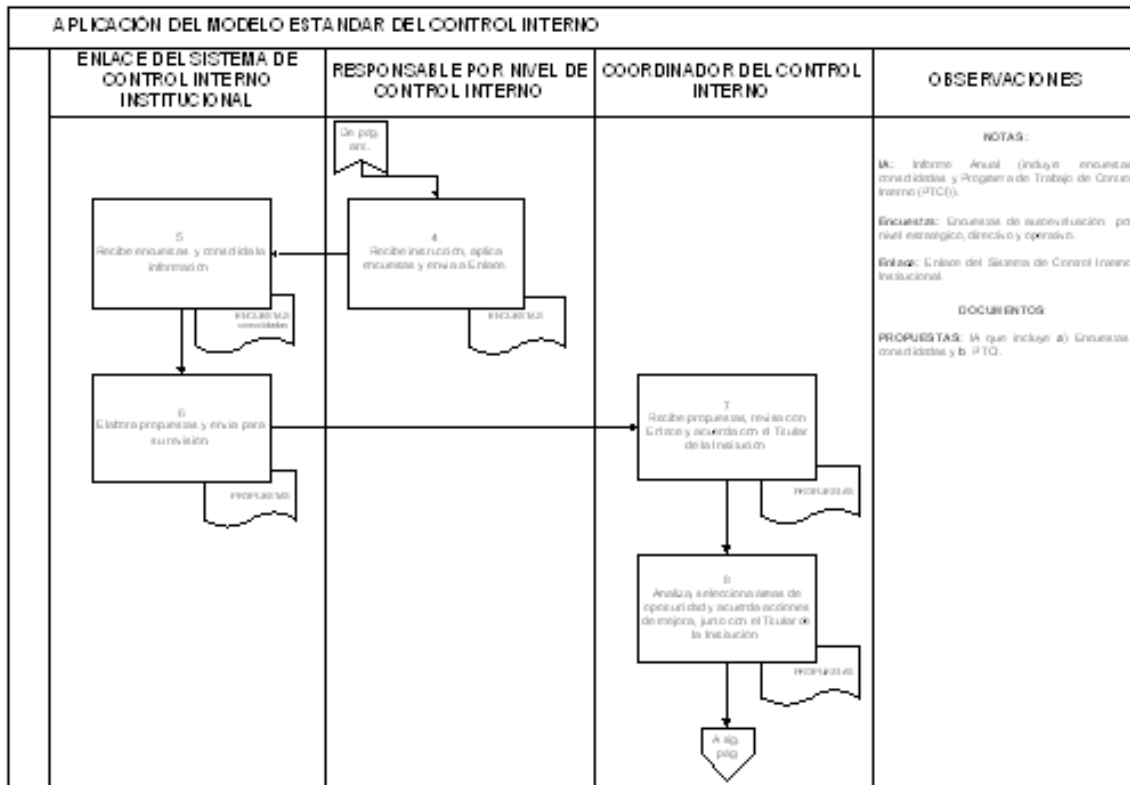 APLICACIÓN DEL MODELO ESTANDAR DEL CONTROL INTERNO
ENLACE DEL SISTEMA DE
CONTROL INTERNO
INSTITUCIONAL
RESPONSABLE POR NIVEL DE
CONTROL INTERNO
COORDINADOR DEL CONTROL
INTERNO
OBSERVACIONES
De pág.
ant.
4
Recibe instrucción, aplica
encuestas y envía a Enlace.
ENCUESTAS
5
Recibe encuestas y consolida la
información
ENCUESTAS
consolidadas
6
Elabora propuestas y envía para
su revisión
PROPUESTAS
7
Recibe propuestas, revisa con
Enlace y acuerda con el Titular
de la Institución
PROPUESTAS
8
Analiza, selecciona áreas de
oportunidad y acuerda acciones
de mejora, junto con el Titular de
la Institución
PROPUESTAS
A sig.
pág
NOTAS:
IA: Informe Anual (incluye encuestas
consolidadas y Programa de Trabajo de Control
Interno (PTCI)).
Encuestas: Encuestas de autoevaluación por
nivel estratégico, directivo y operativo.
Enlace: Enlace del Sistema de Control Interno
Institucional.
DOCUMENTOS
PROPUESTAS: IA que incluye a) Encuestas
consolidadas y b PTCI.